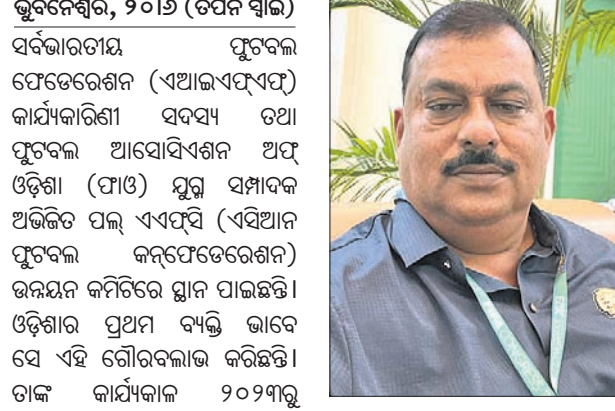 ଭୁବନେଶ୍ୱର, ୨୦।୬ (ତପନ ସ୍ୱାଇଁ)
ସର୍ବଭାରତୀୟ ଫୁଟବଲ
ଫେଡେରେଶନ (ଏଆଇଏଫ୍ଏଫ୍)
କାର୍ଯ୍ୟକାରିଣୀ ସଦସ୍ୟ ତଥା
ଫୁଟବଲ ଆସୋସିଏଶନ ଅଫ୍
ଓଡ଼ିଶା (ଫାଓ) ଯୁଗ୍ମ ସମ୍ପାଦକ
ଅଭିଜିତ ପଲ୍ ଏଏଫ୍ସି (ଏସିଆନ
ଫୁଟବଲ କନ୍ଫେଡେରେଶନ)
ଉନ୍ନୟନ କମିଟିରେ ସ୍ଥାନ ପାଇଛନ୍ତି।
ଓଡ଼ିଶାର ପ୍ରଥମ ବ୍ୟକ୍ତି ଭାବେ
ସେ ଏହି ଗୌରବଲାଭ କରିଛନ୍ତି।
ତାଙ୍କ କାର୍ଯ୍ୟକାଳ ୨୦୨୩ରୁ